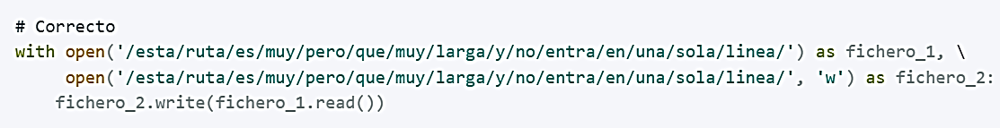 # Correcto
with open('/esta/ruta/es/muy/pero/que/muy/larga/y/no/entra/en/una/sola/linea/') as fichero_1, \
     open('/esta/ruta/es/muy/pero/que/muy/larga/y/no/entra/en/una/sola/linea/', 'w') as fichero_2:
    fichero_2.write(fichero_1.read())